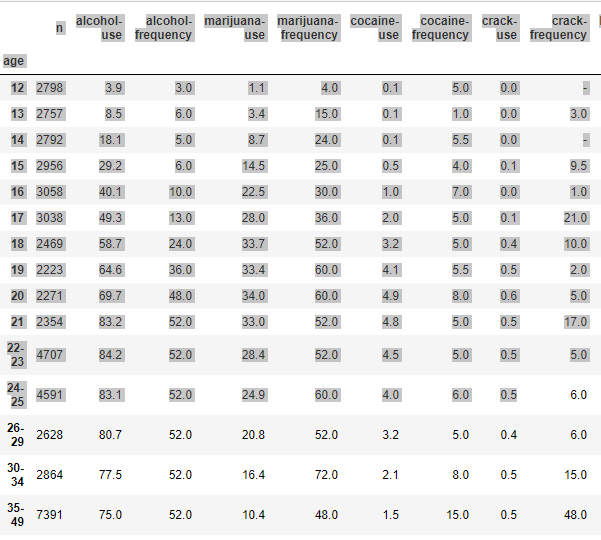 n alcohol-use alcohol-frequency marijuana-use marijuana-frequency cocaine-use cocaine-frequency crack-use crack-frequency
age
12 2798 3.9 3.0 1.1 4.0 0.1 5.0 0.0 -
13 2757 8.5 6.0 3.4 15.0 0.1 1.0 0.0 3.0
14 2792 18.1 5.0 8.7 24.0 0.1 5.5 0.0 -
15 2956 29.2 6.0 14.5 25.0 0.5 4.0 0.1 9.5
16 3058 40.1 10.0 22.5 30.0 1.0 7.0 0.0 1.0
17 3038 49.3 13.0 28.0 36.0 2.0 5.0 0.1 21.0
18 2469 58.7 24.0 33.7 52.0 3.2 5.0 0.4 10.0
19 2223 64.6 36.0 33.4 60.0 4.1 5.5 0.5 2.0
20 2271 69.7 48.0 34.0 60.0 4.9 8.0 0.6 5.0
21 2354 83.2 52.0 33.0 52.0 4.8 5.0 0.5 17.0
22-23 4707 84.2 52.0 28.4 52.0 4.5 5.0 0.5 5.0
24-25 4591 83.1 52.0 24.9 60.0 4.0 6.0 0.5 6.0
26-29 2628 80.7 52.0 20.8 52.0 3.2 5.0 0.4 6.0
30-34 2864 77.5 52.0 16.4 72.0 2.1 8.0 0.5 15.0
35-49 7391 75.0 52.0 10.4 48.0 1.5 15.0 0.5 48.0